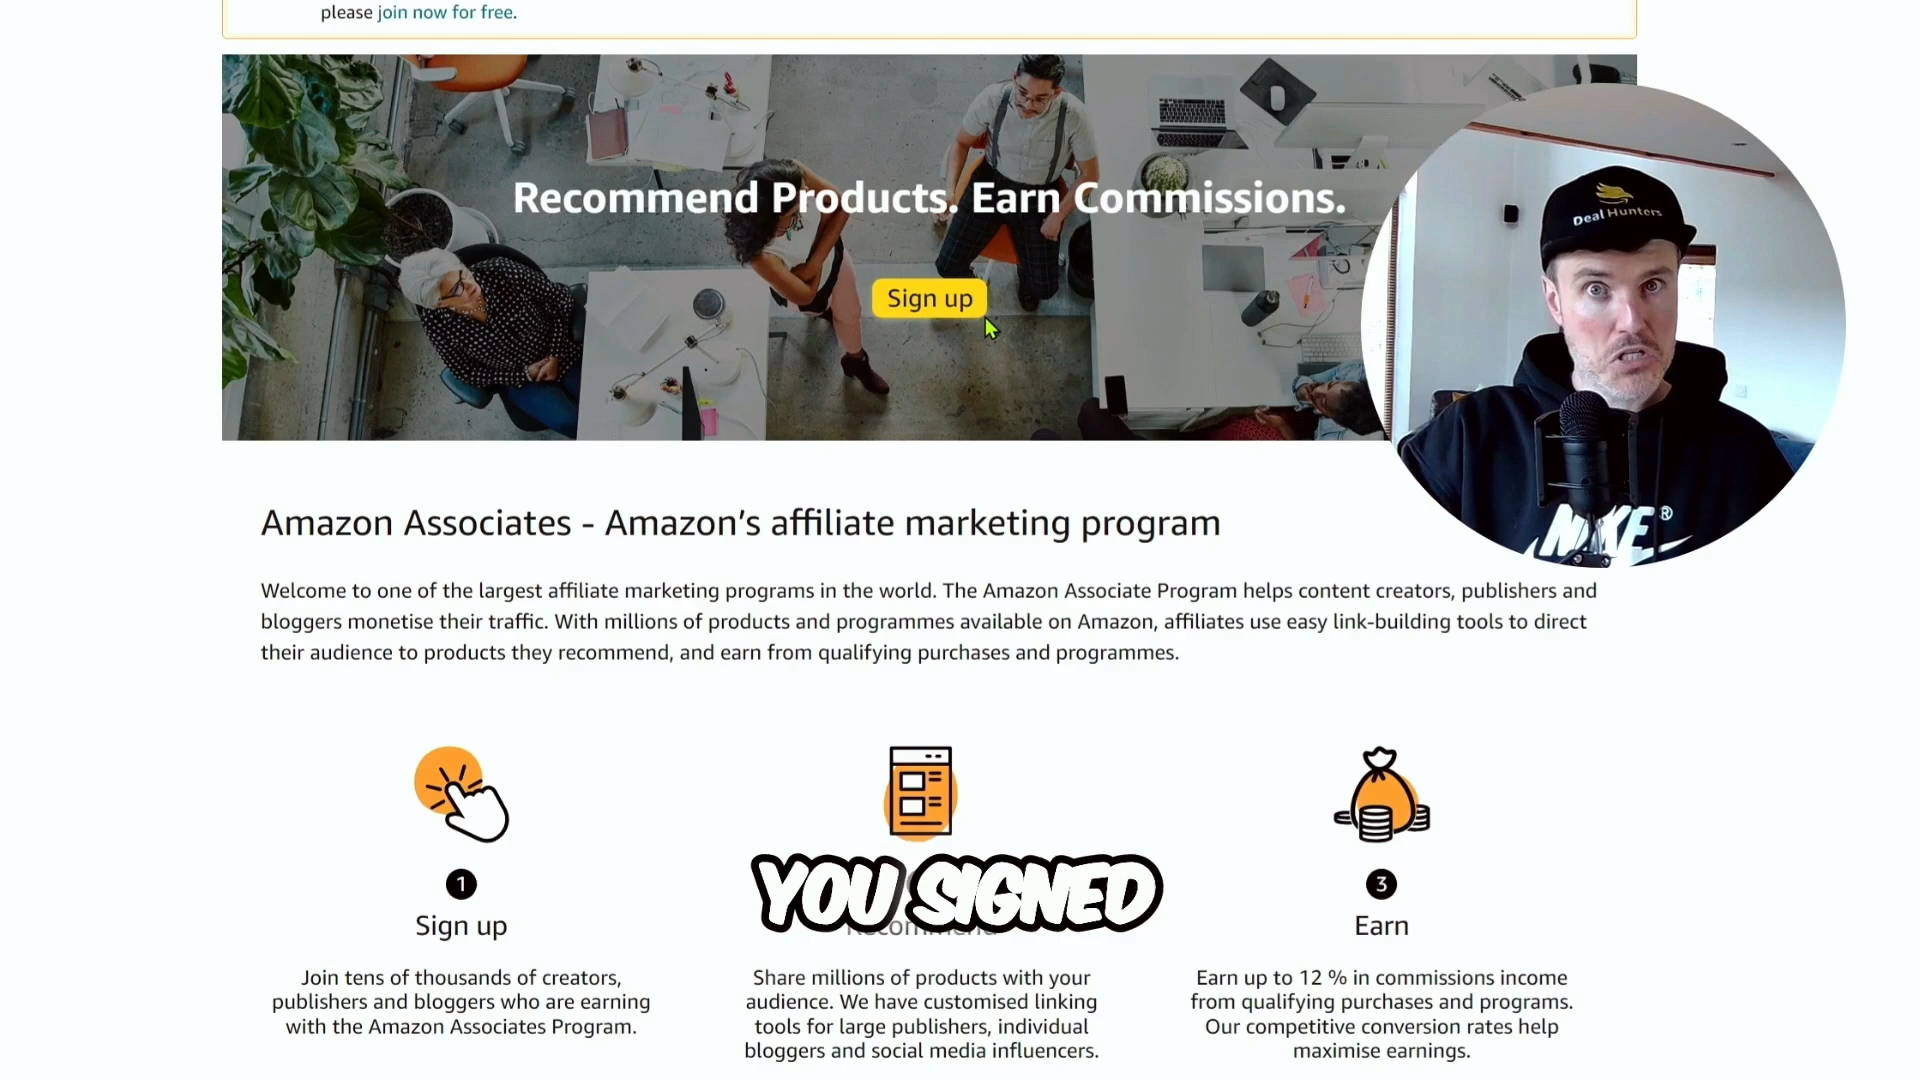 please join now for free.
Recommend Products. Earn Commissions.
Sign up
Deal Hunters
NIKE®
Amazon Associates - Amazon’s affiliate marketing program
Welcome to one of the largest affiliate marketing programs in the world. The Amazon Associate Program helps content creators, publishers and
bloggers monetise their traffic. With millions of products and programmes available on Amazon, affiliates use easy link-building tools to direct
their audience to products they recommend, and earn from qualifying purchases and programmes.
1
Sign up
Join tens of thousands of creators,
publishers and bloggers who are earning
with the Amazon Associates Program.
YOU SIGNED
Recommend
Share millions of products with your
audience. We have customised linking
tools for large publishers, individual
bloggers and social media influencers.
3
Earn
Earn up to 12 % in commissions income
from qualifying purchases and programs.
Our competitive conversion rates help
maximise earnings.